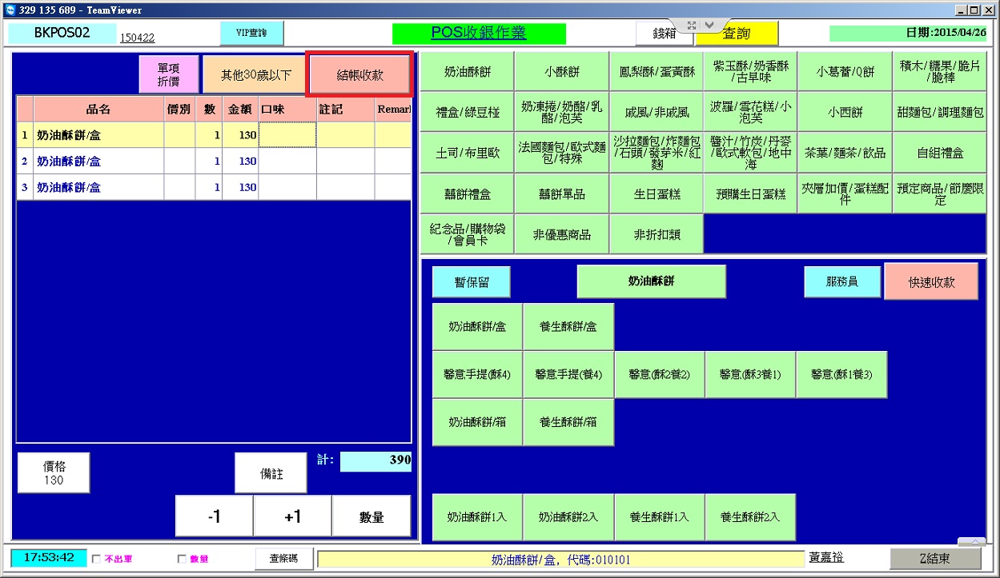 329 135 689 - TeamViewer
BKPOS02
150422
VIP查詢
POS收銀作業
錢箱
查詢
日期:2015/04/26
單項
折價
其他30歲以下
結帳收款
品名 價別 數 金額 口味 註記 Remar
1 奶油酥餅/盒 1 130
2 奶油酥餅/盒 1 130
3 奶油酥餅/盒 1 130
價格
130
備註
計: 390
-1
+1
數量
奶油酥餅
小酥餅
鳳梨酥/蛋黃酥
紫玉酥/奶香酥
/古早味
小葛蕾/Q餅
積木/糖果/脆片
/脆棒
禮盒/綠豆椪
奶凍捲/奶酪/乳
酪/泡芙
戚風/非戚風
波羅/雪花糕/小
泡芙
小西餅
甜麵包/調理麵包
土司/布里歐
法國麵包/歐式麵
包/特殊
沙拉麵包/炸麵包
/石頭/發芽米/紅
麴
醬汁/竹炭/丹麥
/歐式軟包/地中
海
茶葉/麵茶/飲品
自組禮盒
囍餅禮盒
囍餅單品
生日蛋糕
預購生日蛋糕
夾層加價/蛋糕配
件
預定商品/節慶限
定
紀念品/購物袋
/會員卡
非優惠商品
非折扣類
暫保留
奶油酥餅
服務員
快速收款
奶油酥餅/盒
養生酥餅/盒
馨意手提(酥4)
馨意手提(養4)
馨意(酥2養2)
馨意(酥3養1)
馨意(酥1養3)
奶油酥餅/箱
養生酥餅/箱
奶油酥餅1入
奶油酥餅2入
養生酥餅1入
養生酥餅2入
17:53:42
不出單
數量
查條碼
奶油酥餅/盒, 代碼:010101
黃嘉裕
Z結束